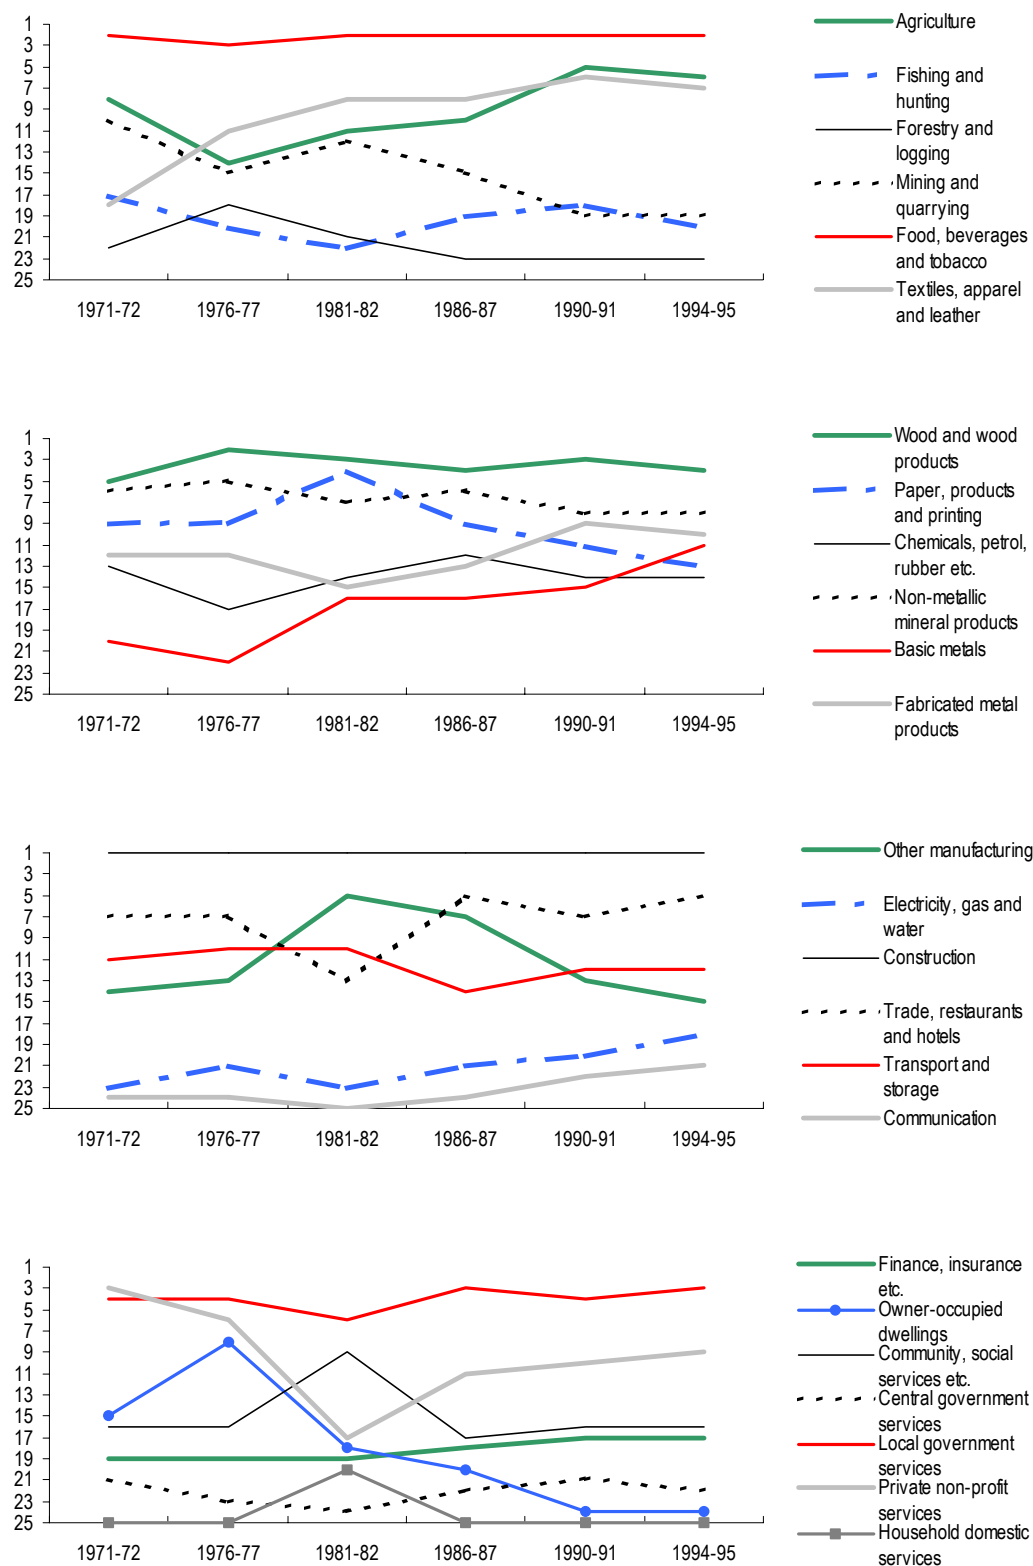 1
3
5
7
9
11
13
15
17
19
21
23
25
1971-72 1976-77 1981-82 1986-87 1990-91 1994-95
Agriculture
Fishing and
hunting
Forestry and
logging
Mining and
quarrying
Food, beverages
and tobacco
Textiles, apparel
and leather
1
3
5
7
9
11
13
15
17
19
21
23
25
1971-72 1976-77 1981-82 1986-87 1990-91 1994-95
Wood and wood
products
Paper, products
and printing
Chemicals, petrol,
rubber etc.
Non-metallic
mineral products
Basic metals
Fabricated metal
products
1
3
5
7
9
11
13
15
17
19
21
23
25
1971-72 1976-77 1981-82 1986-87 1990-91 1994-95
Other manufacturing
Electricity, gas and
water
Construction
Trade, restaurants
and hotels
Transport and
storage
Communication
1
3
5
7
9
11
13
15
17
19
21
23
25
1971-72 1976-77 1981-82 1986-87 1990-91 1994-95
Finance, insurance
etc.
Owner-occupied
dwellings
Community, social
services etc.
Central government
services
Local government
services
Private non-profit
services
Household domestic
services